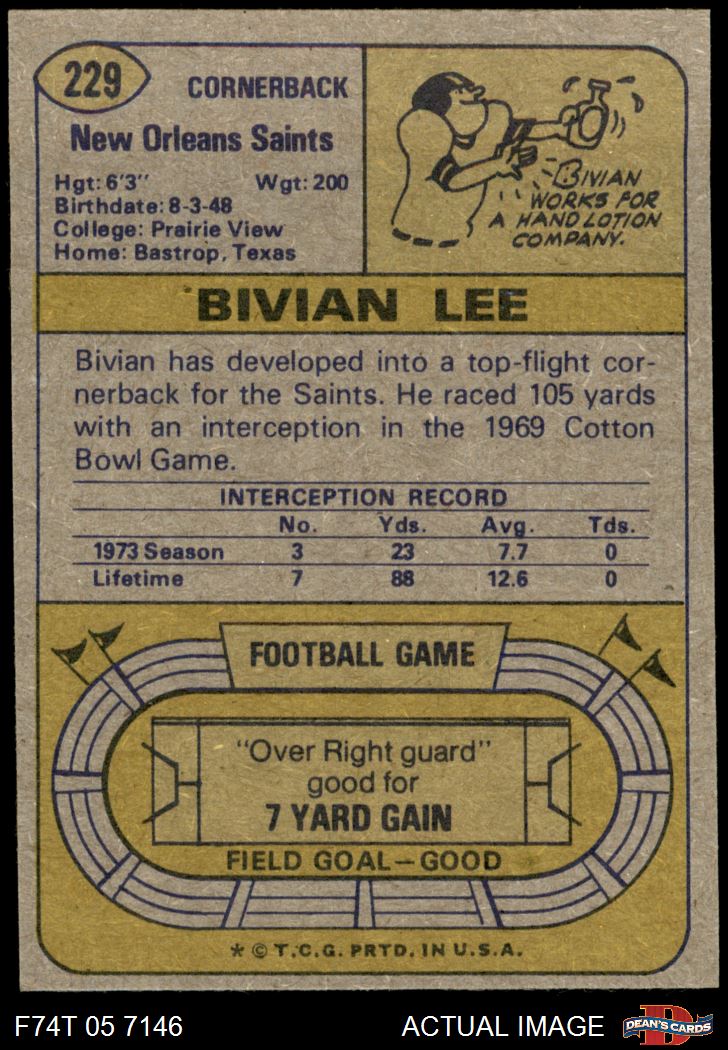 229
CORNERBACK
New Orleans Saints
Hgt: 6'3" Wgt: 200
Birthdate: 8-3-48
College: Prairie View
Home: Bastrop, Texas
BIVIAN
WORKS FOR
A HAND LOTION
COMPANY.
BIVIAN LEE
Bivian has developed into a top-flight cor-
nerback for the Saints. He raced 105 yards
with an interception in the 1969 Cotton
Bowl Game.
INTERCEPTION RECORD
No. Yds. Avg. Tds.
1973 Season 3 23 7.7 0
Lifetime 7 88 12.6 0
FOOTBALL GAME
"Over Right guard"
good for
7 YARD GAIN
FIELD GOAL—GOOD
* © T.C.G. PRTD. IN U.S.A.
F74T 05 7146 ACTUAL IMAGE
D
DEAN'S CARDS